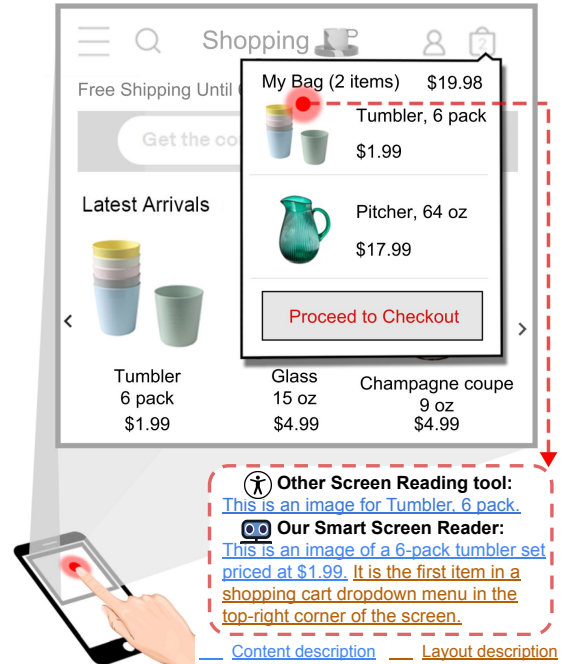 Shopping
2
Free Shipping Until
My Bag (2 items) $19.98
Get the
Tumbler, 6 pack
$1.99
Latest Arrivals
Pitcher, 64 oz
$17.99
Proceed to Checkout
Tumbler
6 pack
$1.99
Glass
15 oz
$4.99
Champagne coupe
9 oz
$4.99
Other Screen Reading tool:
This is an image for Tumbler, 6 pack.
Our Smart Screen Reader:
This is an image of a 6-pack tumbler set
priced at $1.99. It is the first item in a
shopping cart dropdown menu in the
top-right corner of the screen.
Content description Layout description